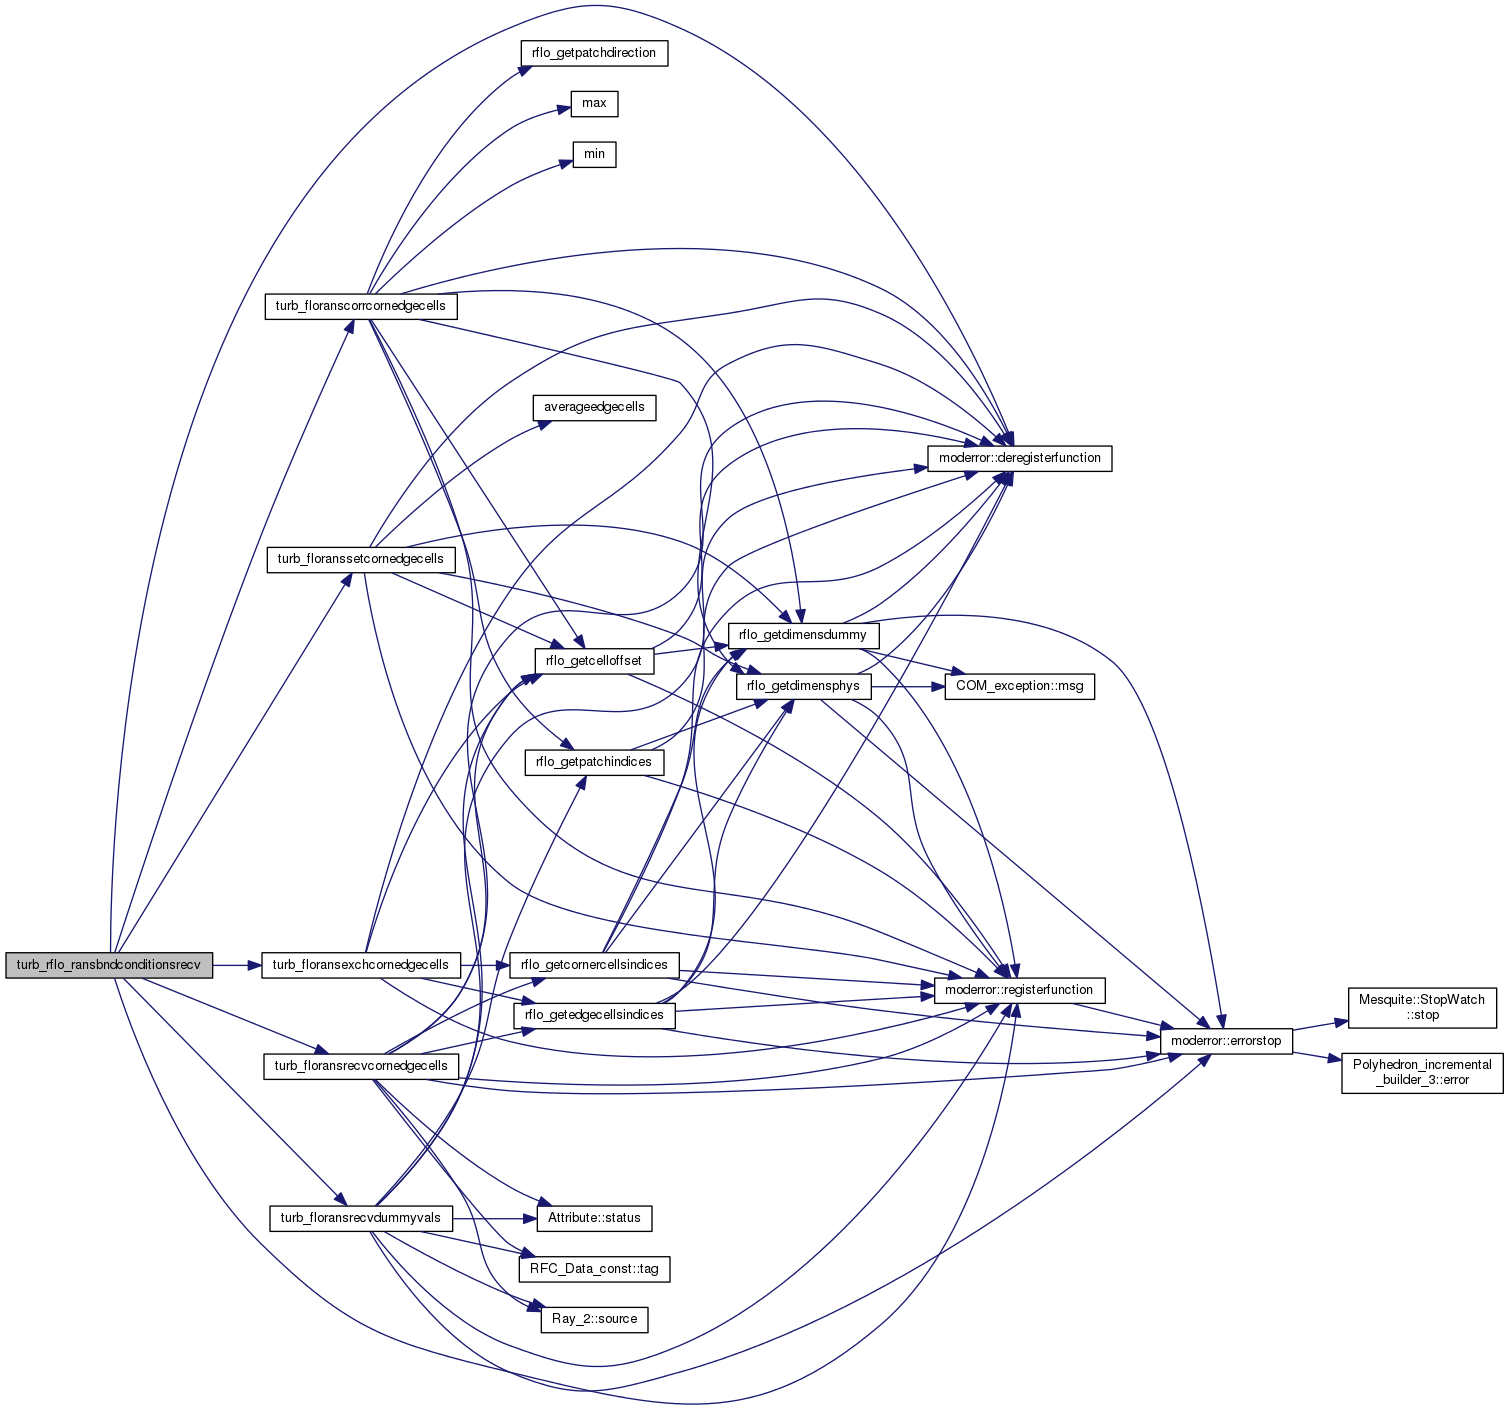 rflo_getpatchdirection
max
min
turb_floranscorrcornedgecells
averageedgecells
moderror::deregisterfunction
turb_floranssetcornedgecells
rflo_getdimensdummy
rflo_getcelloffset
rflo_getdimensphys
COM_exception::msg
rflo_getpatchindices
turb_rflo_ransbndconditionsrecv
turb_floransexchcornedgecells
rflo_getcornercellsindices
moderror::registerfunction
rflo_getedgecellsindices
Mesquite::StopWatch
::stop
moderror::errorstop
turb_floransrecvcornedgecells
Polyhedron_incremental
_builder_3::error
turb_floransrecvdummyvals
Attribute::status
RFC_Data_const::tag
Ray_2::source